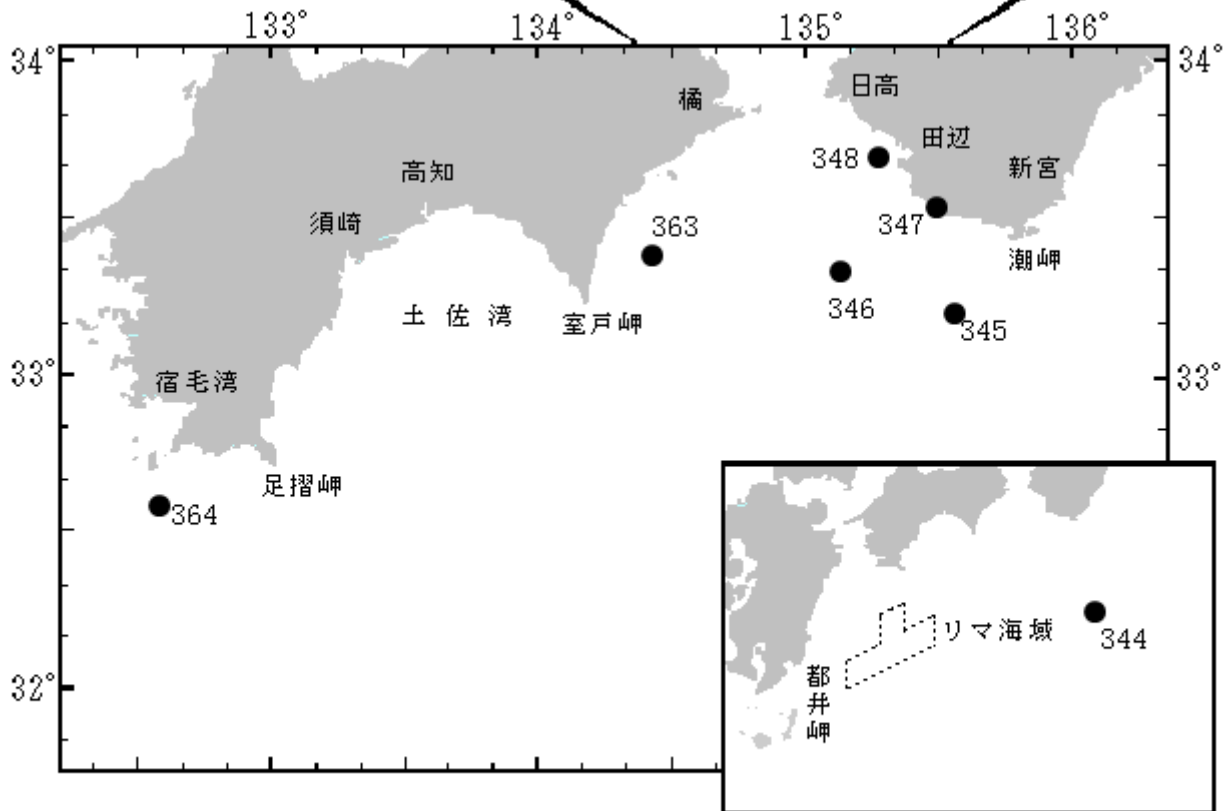 133°
134°
135°
136°
34°
34°
日高
橘
田辺
348
高知
新宮
須崎
363
347
潮岬
346
土佐湾
室戸岬
345
33°
33°
宿毛湾
足摺岬
364
リマ海域
344
都井岬
32°